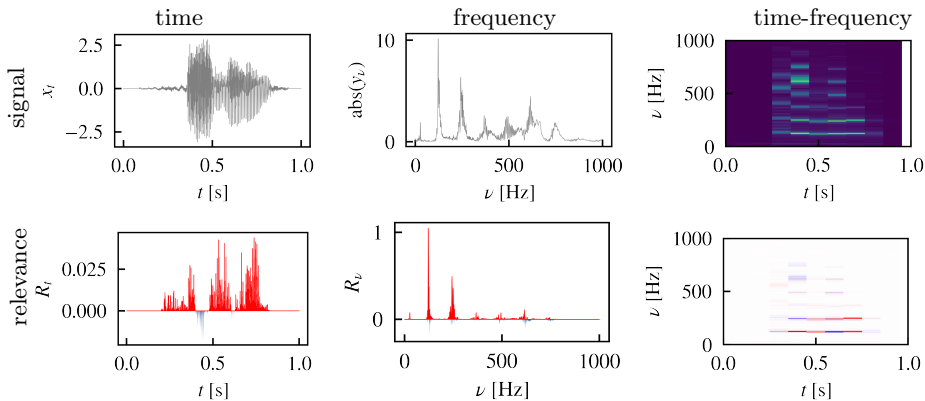 time frequency time-frequency
signal
x_t
2.5
0.0
−2.5
0.0 0.5 1.0
t [s]
abs(y_ν)
10
0
0 500 1000
ν [Hz]
ν [Hz]
1000
500
0
0.0 0.5 1.0
t [s]
relevance
R_t
0.025
0.000
0.0 0.5 1.0
t [s]
R_ν
1
0
0 500 1000
ν [Hz]
ν [Hz]
1000
500
0
0.0 0.5 1.0
t [s]